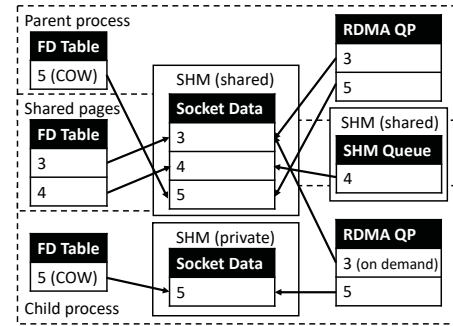 Parent process
FD Table
5 (COW)
Shared pages
FD Table
3
4
FD Table
5 (COW)
Child process
SHM (shared)
Socket Data
3
4
5
SHM (private)
Socket Data
5
RDMA QP
3
5
SHM (shared)
SHM Queue
4
RDMA QP
3 (on demand)
5